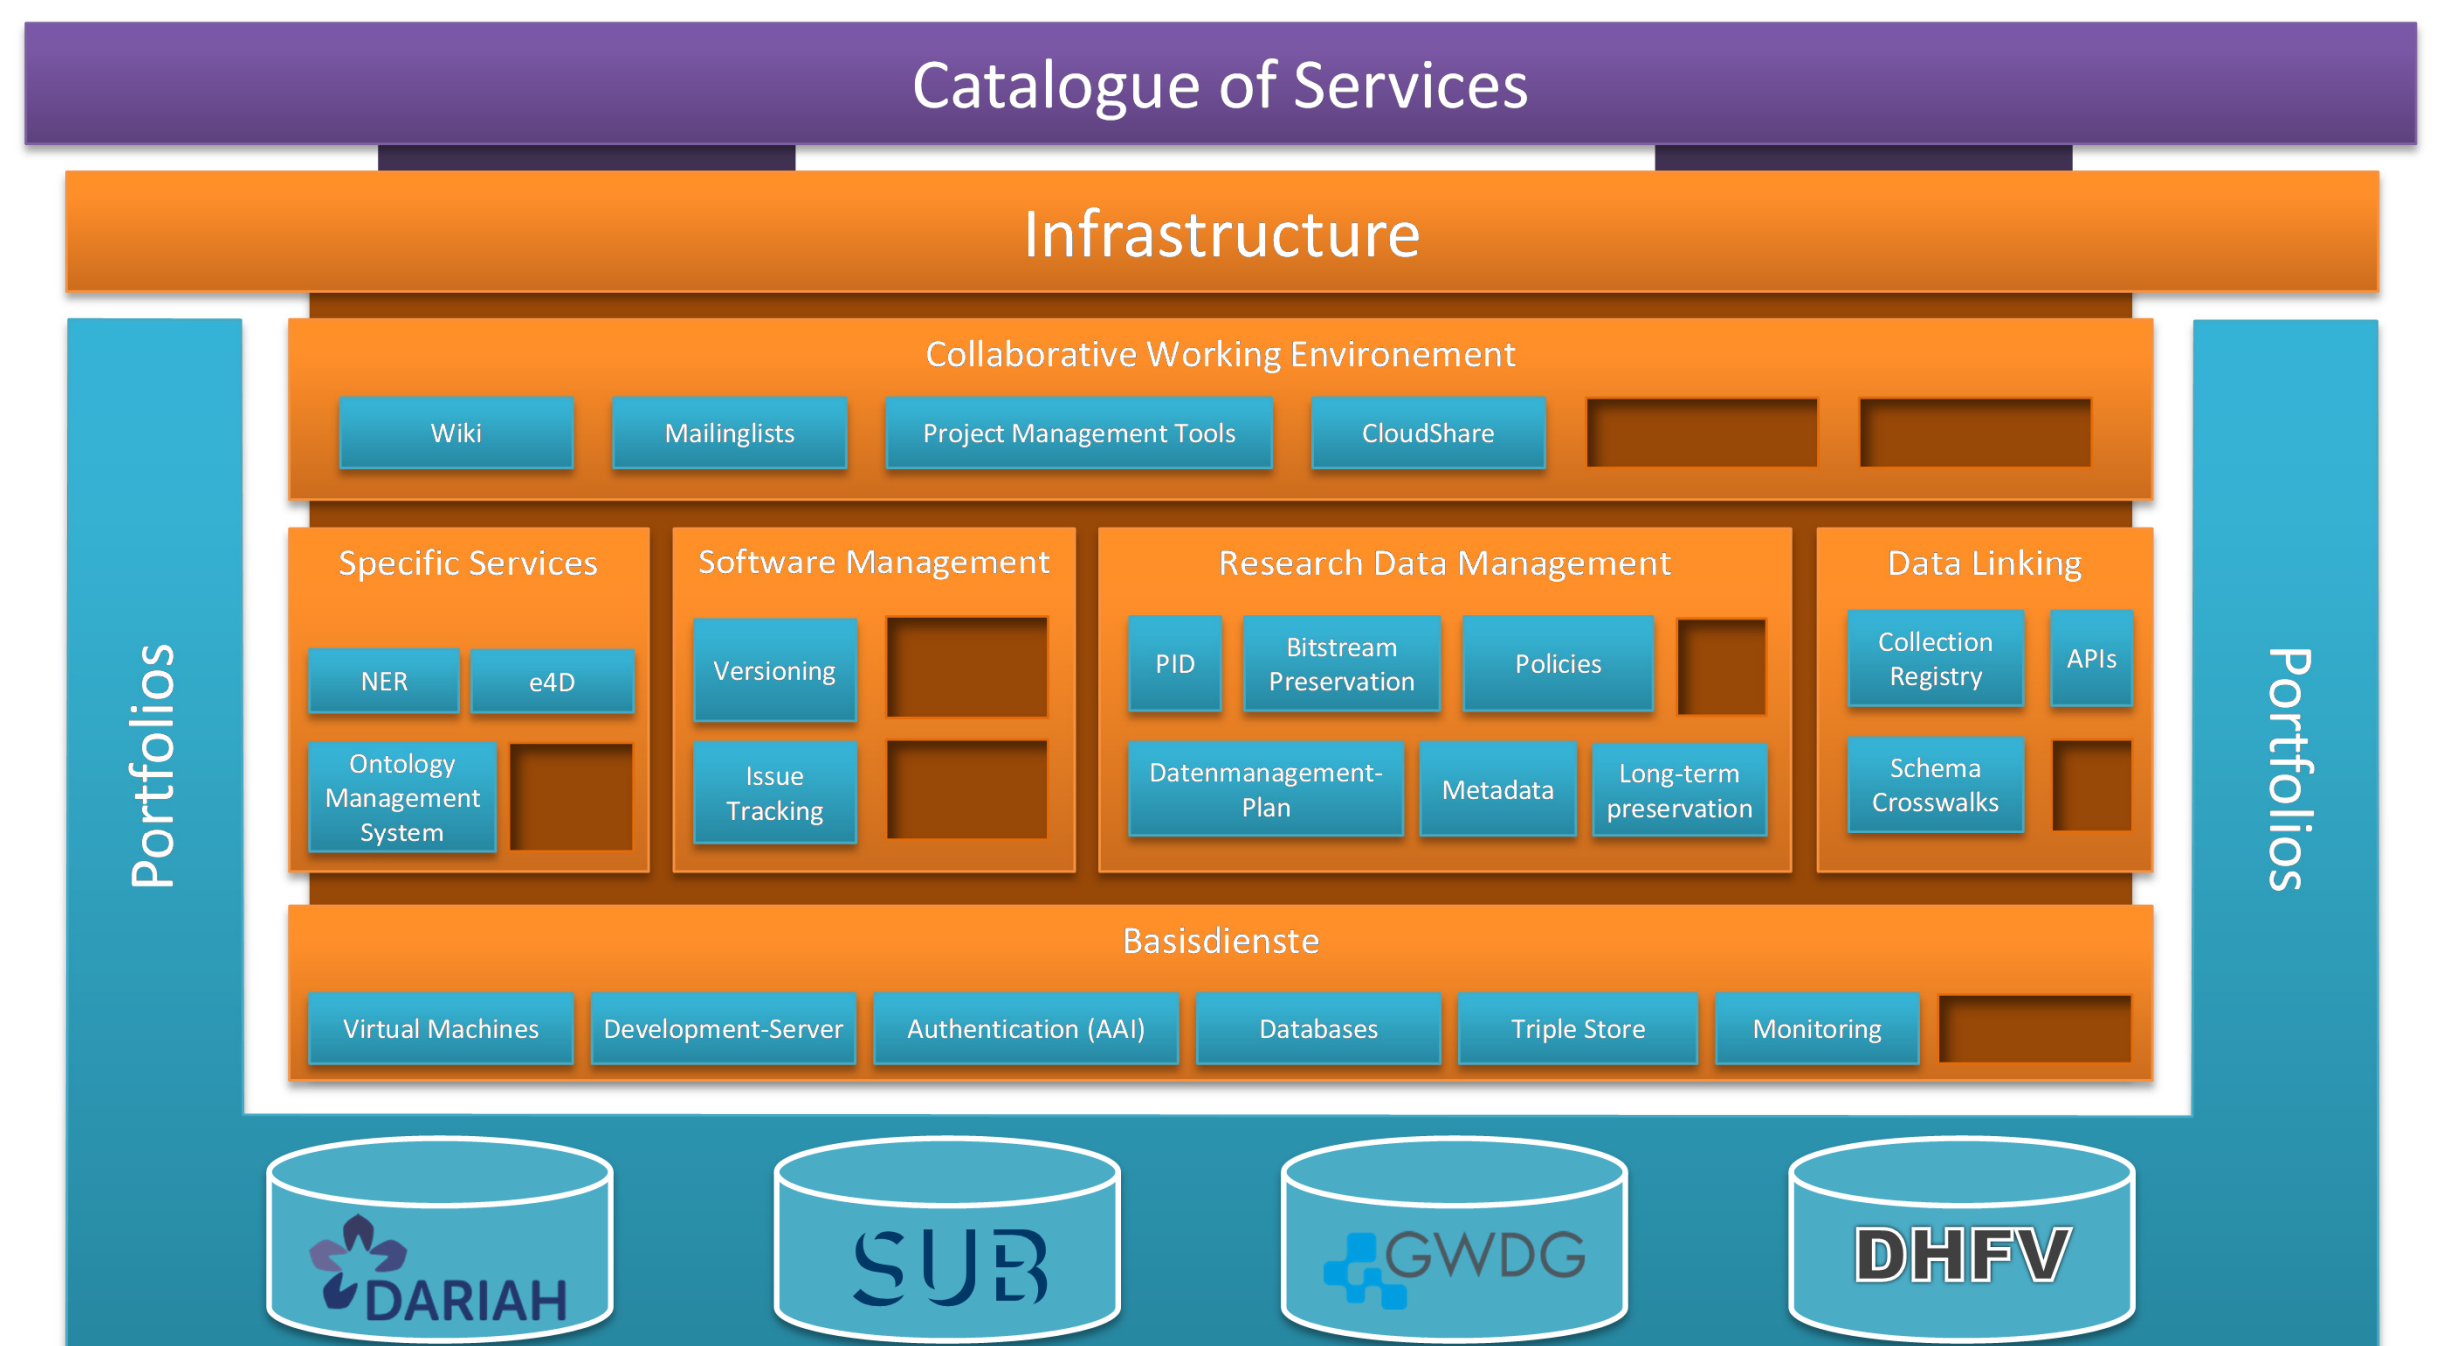 Catalogue of Services
Infrastructure
Portfolios
Collaborative Working Environement
Wiki
Mailinglists
Project Management Tools
CloudShare
Specific Services
NER
e4D
Ontology
Management
System
Software Management
Versioning
Issue
Tracking
Research Data Management
PID
Bitstream
Preservation
Policies
Datenmanagement-
Plan
Metadata
Long-term
preservation
Data Linking
Collection
Registry
APIs
Schema
Crosswalks
Portfolios
Basisdienste
Virtual Machines
Development-Server
Authentication (AAI)
Databases
Triple Store
Monitoring
DARIAH
SUB
GWDG
DHFV